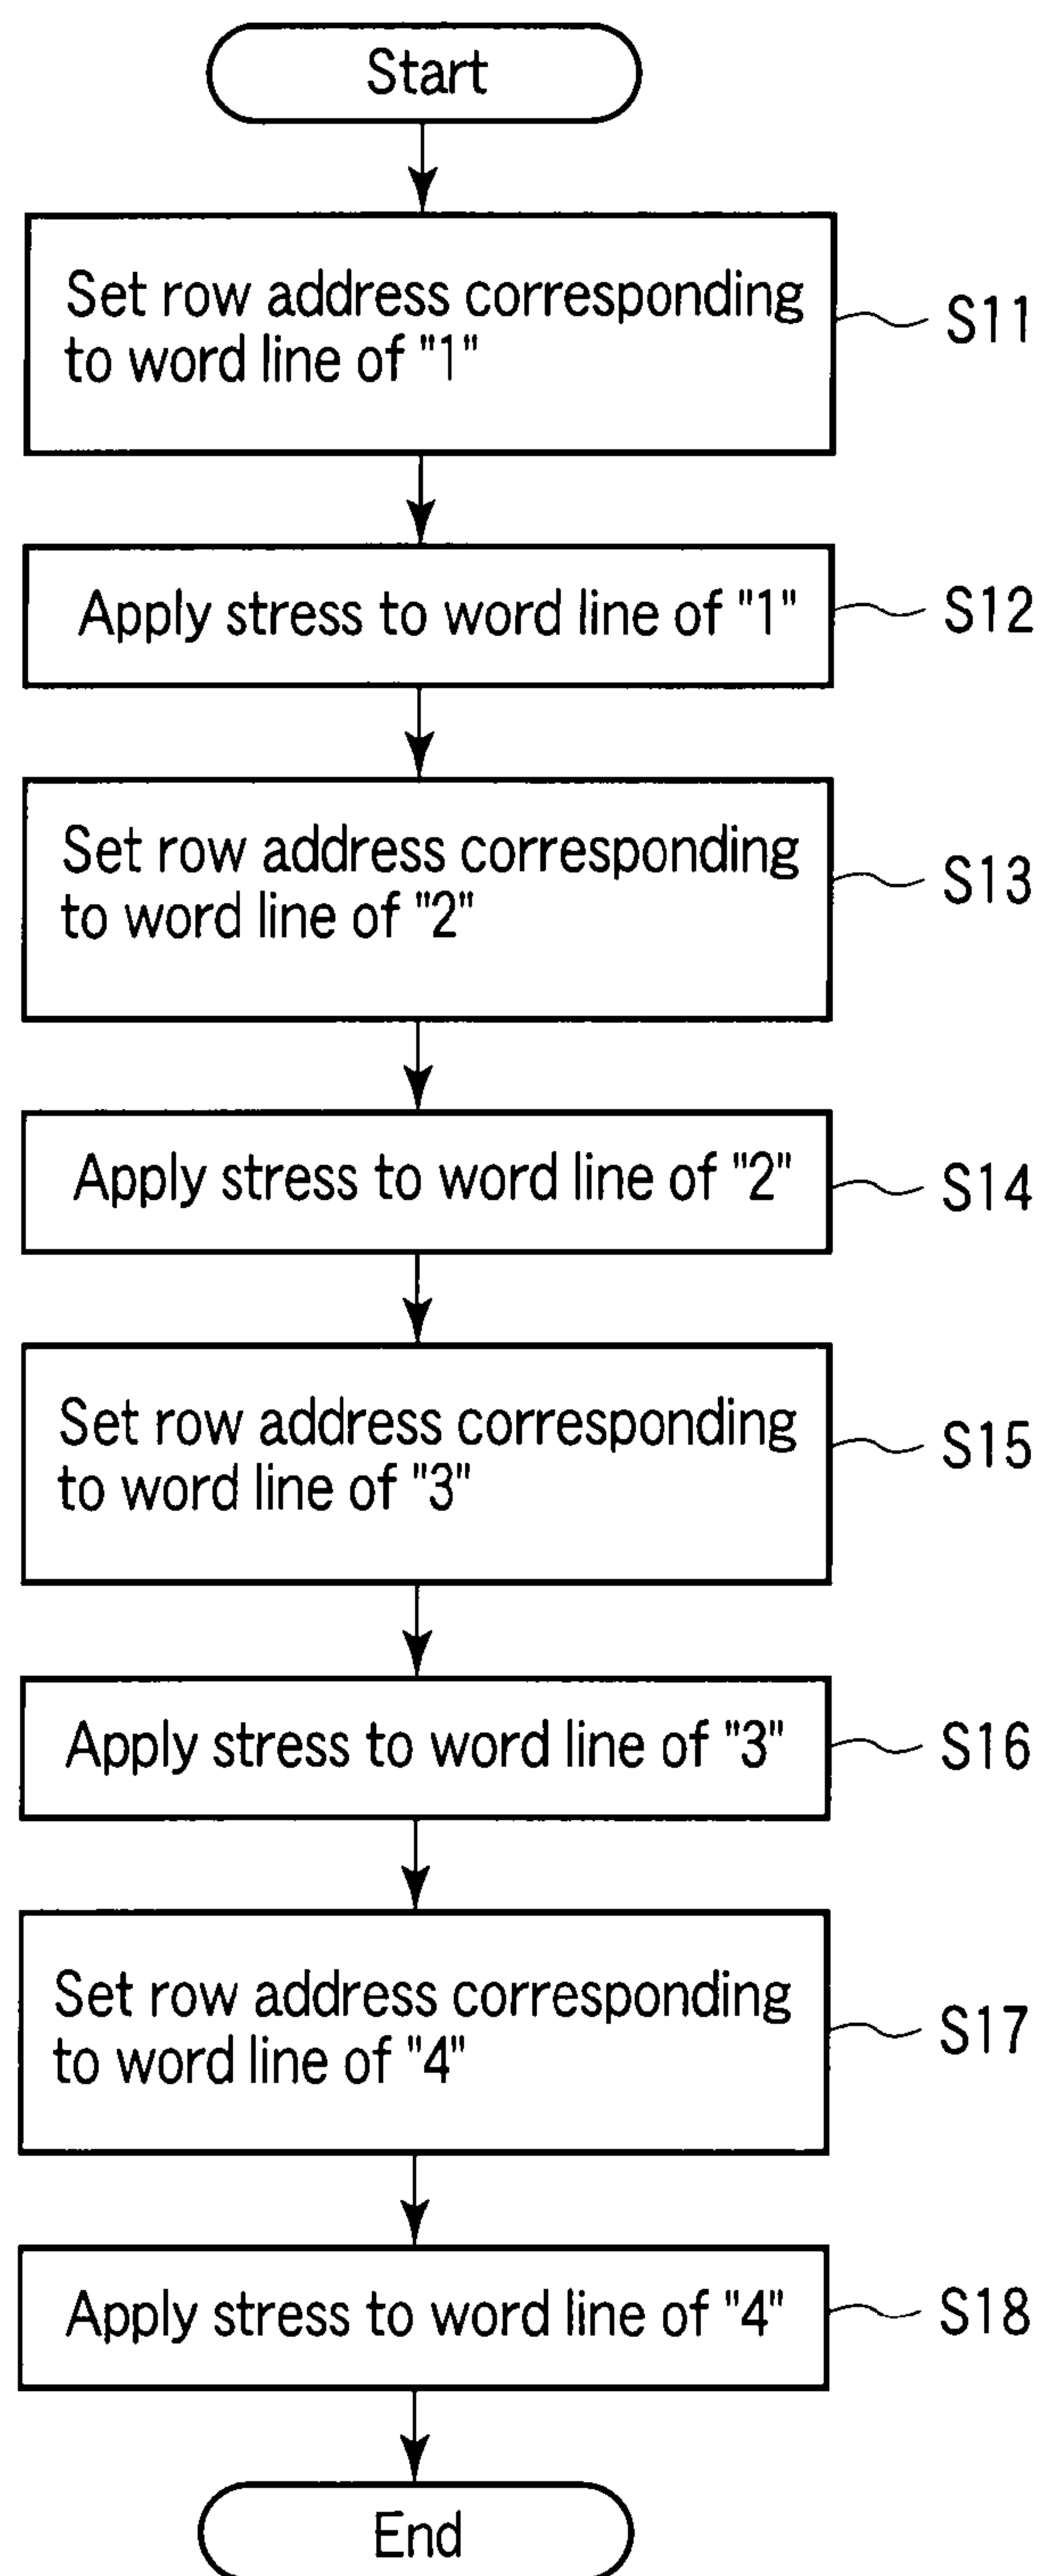 Start
Set row address corresponding
to word line of "1"
S11
Apply stress to word line of "1"
S12
Set row address corresponding
to word line of "2"
S13
Apply stress to word line of "2"
S14
Set row address corresponding
to word line of "3"
S15
Apply stress to word line of "3"
S16
Set row address corresponding
to word line of "4"
S17
Apply stress to word line of "4"
S18
End